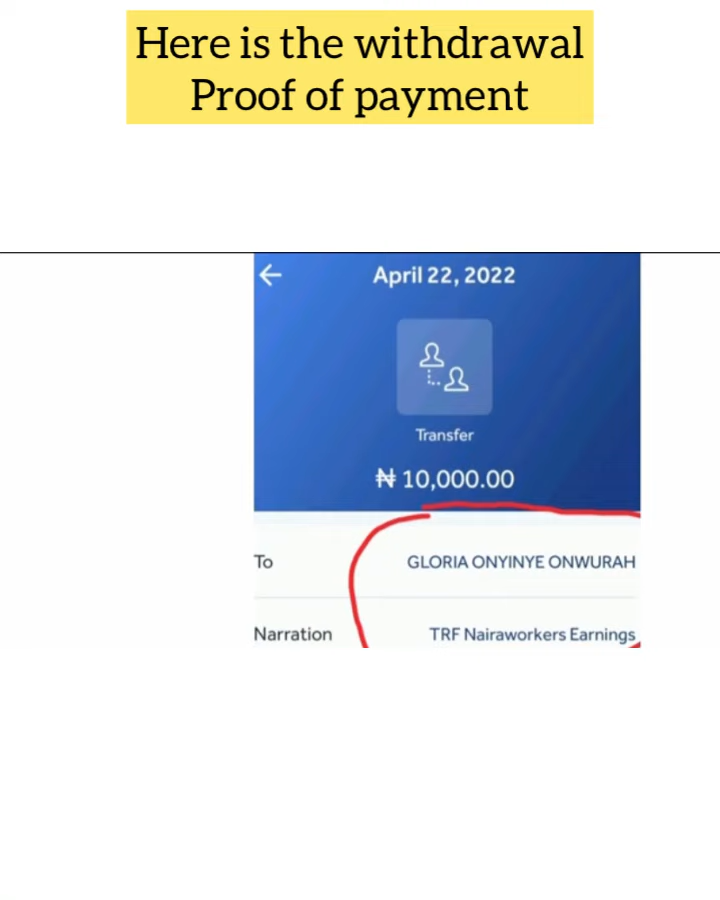 Here is the withdrawal
Proof of payment
April 22, 2022
Transfer
₦ 10,000.00
To GLORIA ONYINYE ONWURAH
Narration TRF Nairaworkers Earnings